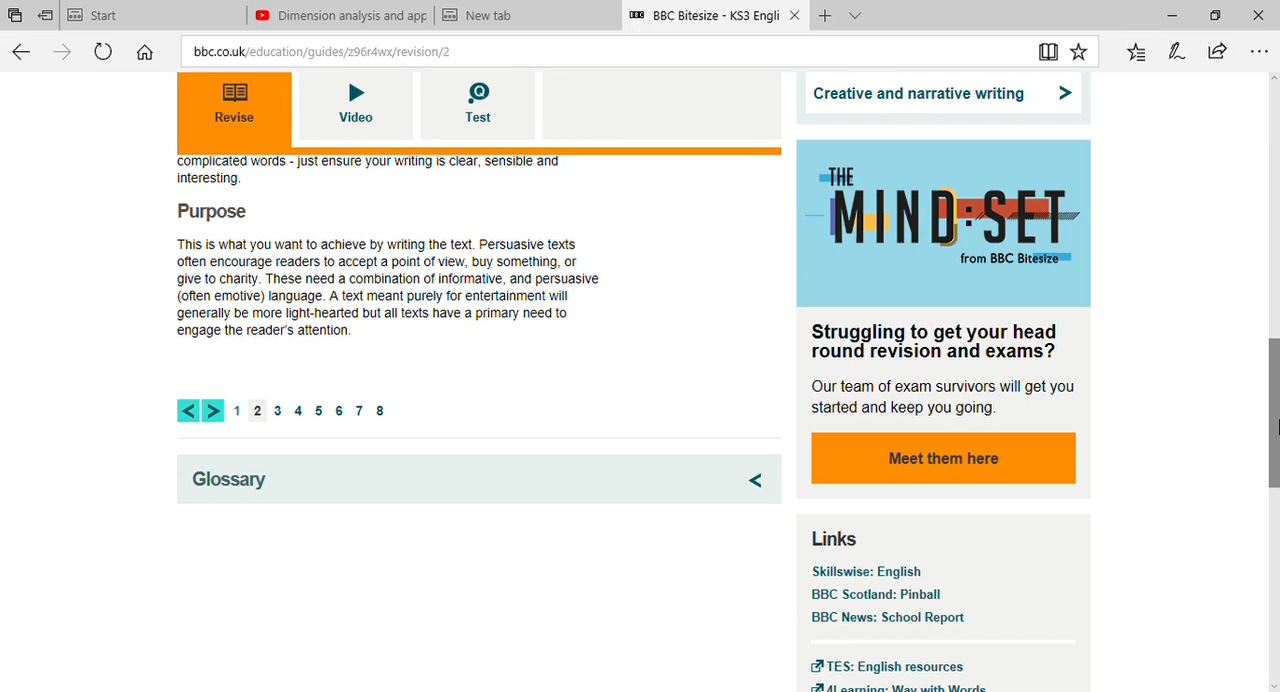 Start
Dimension analysis and app
New tab
BBC Bitesize - KS3 Engli
bbc.co.uk/education/guides/z96r4wx/revision/2
Revise
Video
Test
complicated words - just ensure your writing is clear, sensible and
interesting.
Purpose
This is what you want to achieve by writing the text. Persuasive texts
often encourage readers to accept a point of view, buy something, or
give to charity. These need a combination of informative, and persuasive
(often emotive) language. A text meant purely for entertainment will
generally be more light-hearted but all texts have a primary need to
engage the reader's attention.
< > 1 2 3 4 5 6 7 8
Glossary <
Creative and narrative writing >
THE
MIND:SET
from BBC Bitesize
Struggling to get your head
round revision and exams?
Our team of exam survivors will get you
started and keep you going.
Meet them here
Links
Skillswise: English
BBC Scotland: Pinball
BBC News: School Report
TES: English resources
4Learning: Way with Words